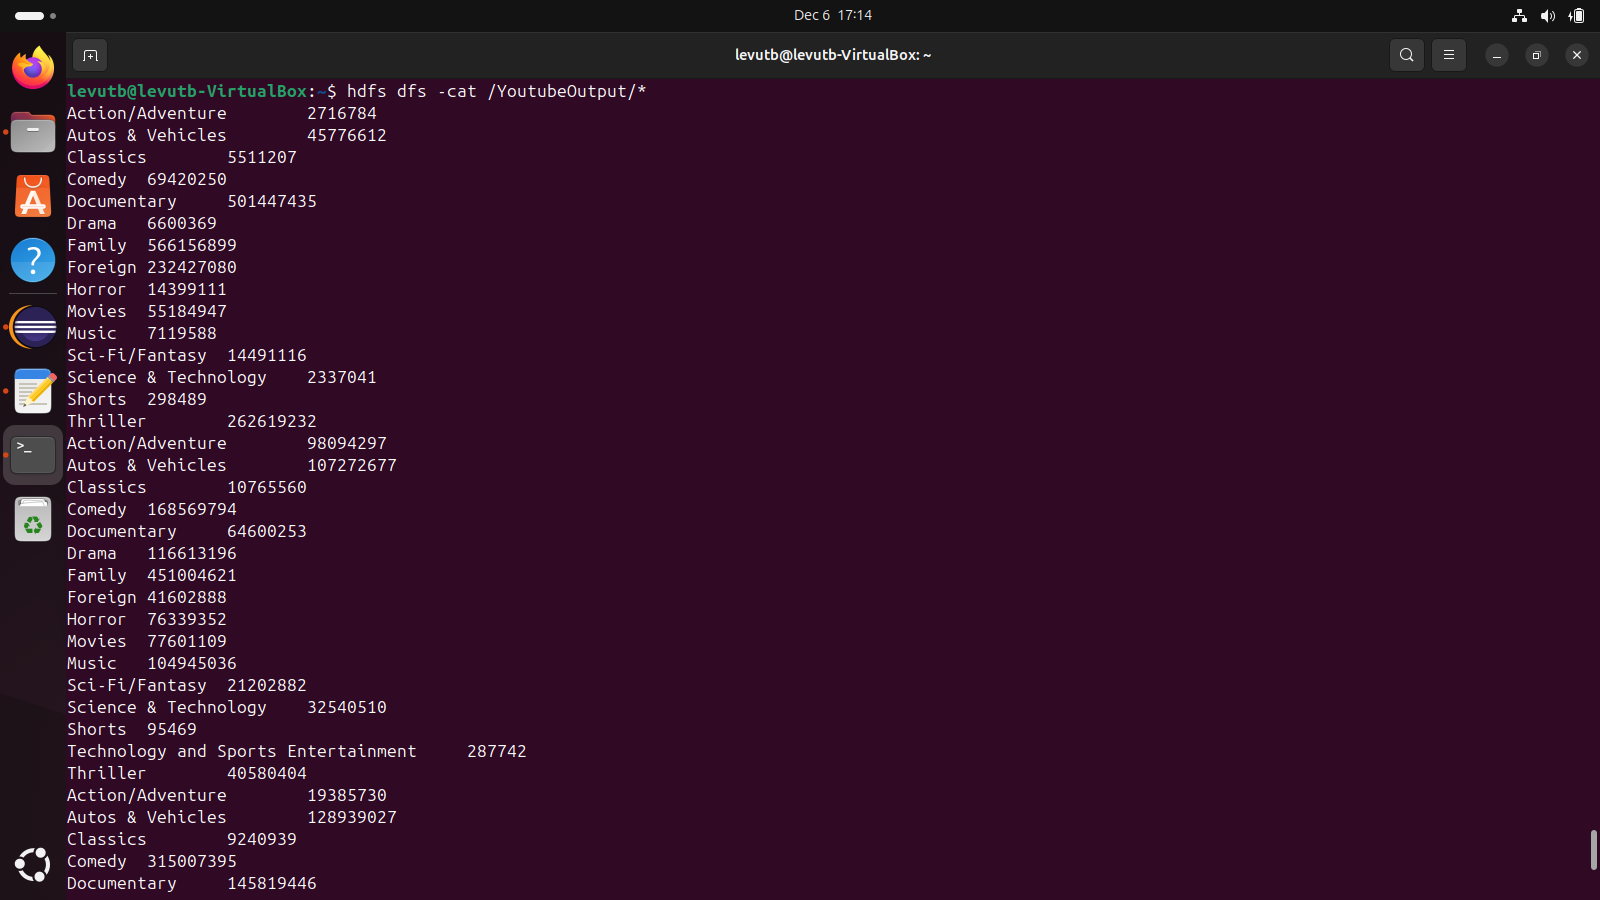 Dec 6 17:14
levutb@levutb-VirtualBox: ~
levutb@levutb-VirtualBox:~$ hdfs dfs -cat /YoutubeOutput/*
Action/Adventure 2716784
Autos & Vehicles 45776612
Classics 5511207
Comedy 69420250
Documentary 501447435
Drama 6600369
Family 566156899
Foreign 232427080
Horror 14399111
Movies 55184947
Music 7119588
Sci-Fi/Fantasy 14491116
Science & Technology 2337041
Shorts 298489
Thriller 262619232
Action/Adventure 98094297
Autos & Vehicles 107272677
Classics 10765560
Comedy 168569794
Documentary 64600253
Drama 116613196
Family 451004621
Foreign 41602888
Horror 76339352
Movies 77601109
Music 104945036
Sci-Fi/Fantasy 21202882
Science & Technology 32540510
Shorts 95469
Technology and Sports Entertainment 287742
Thriller 40580404
Action/Adventure 19385730
Autos & Vehicles 128939027
Classics 9240939
Comedy 315007395
Documentary 145819446